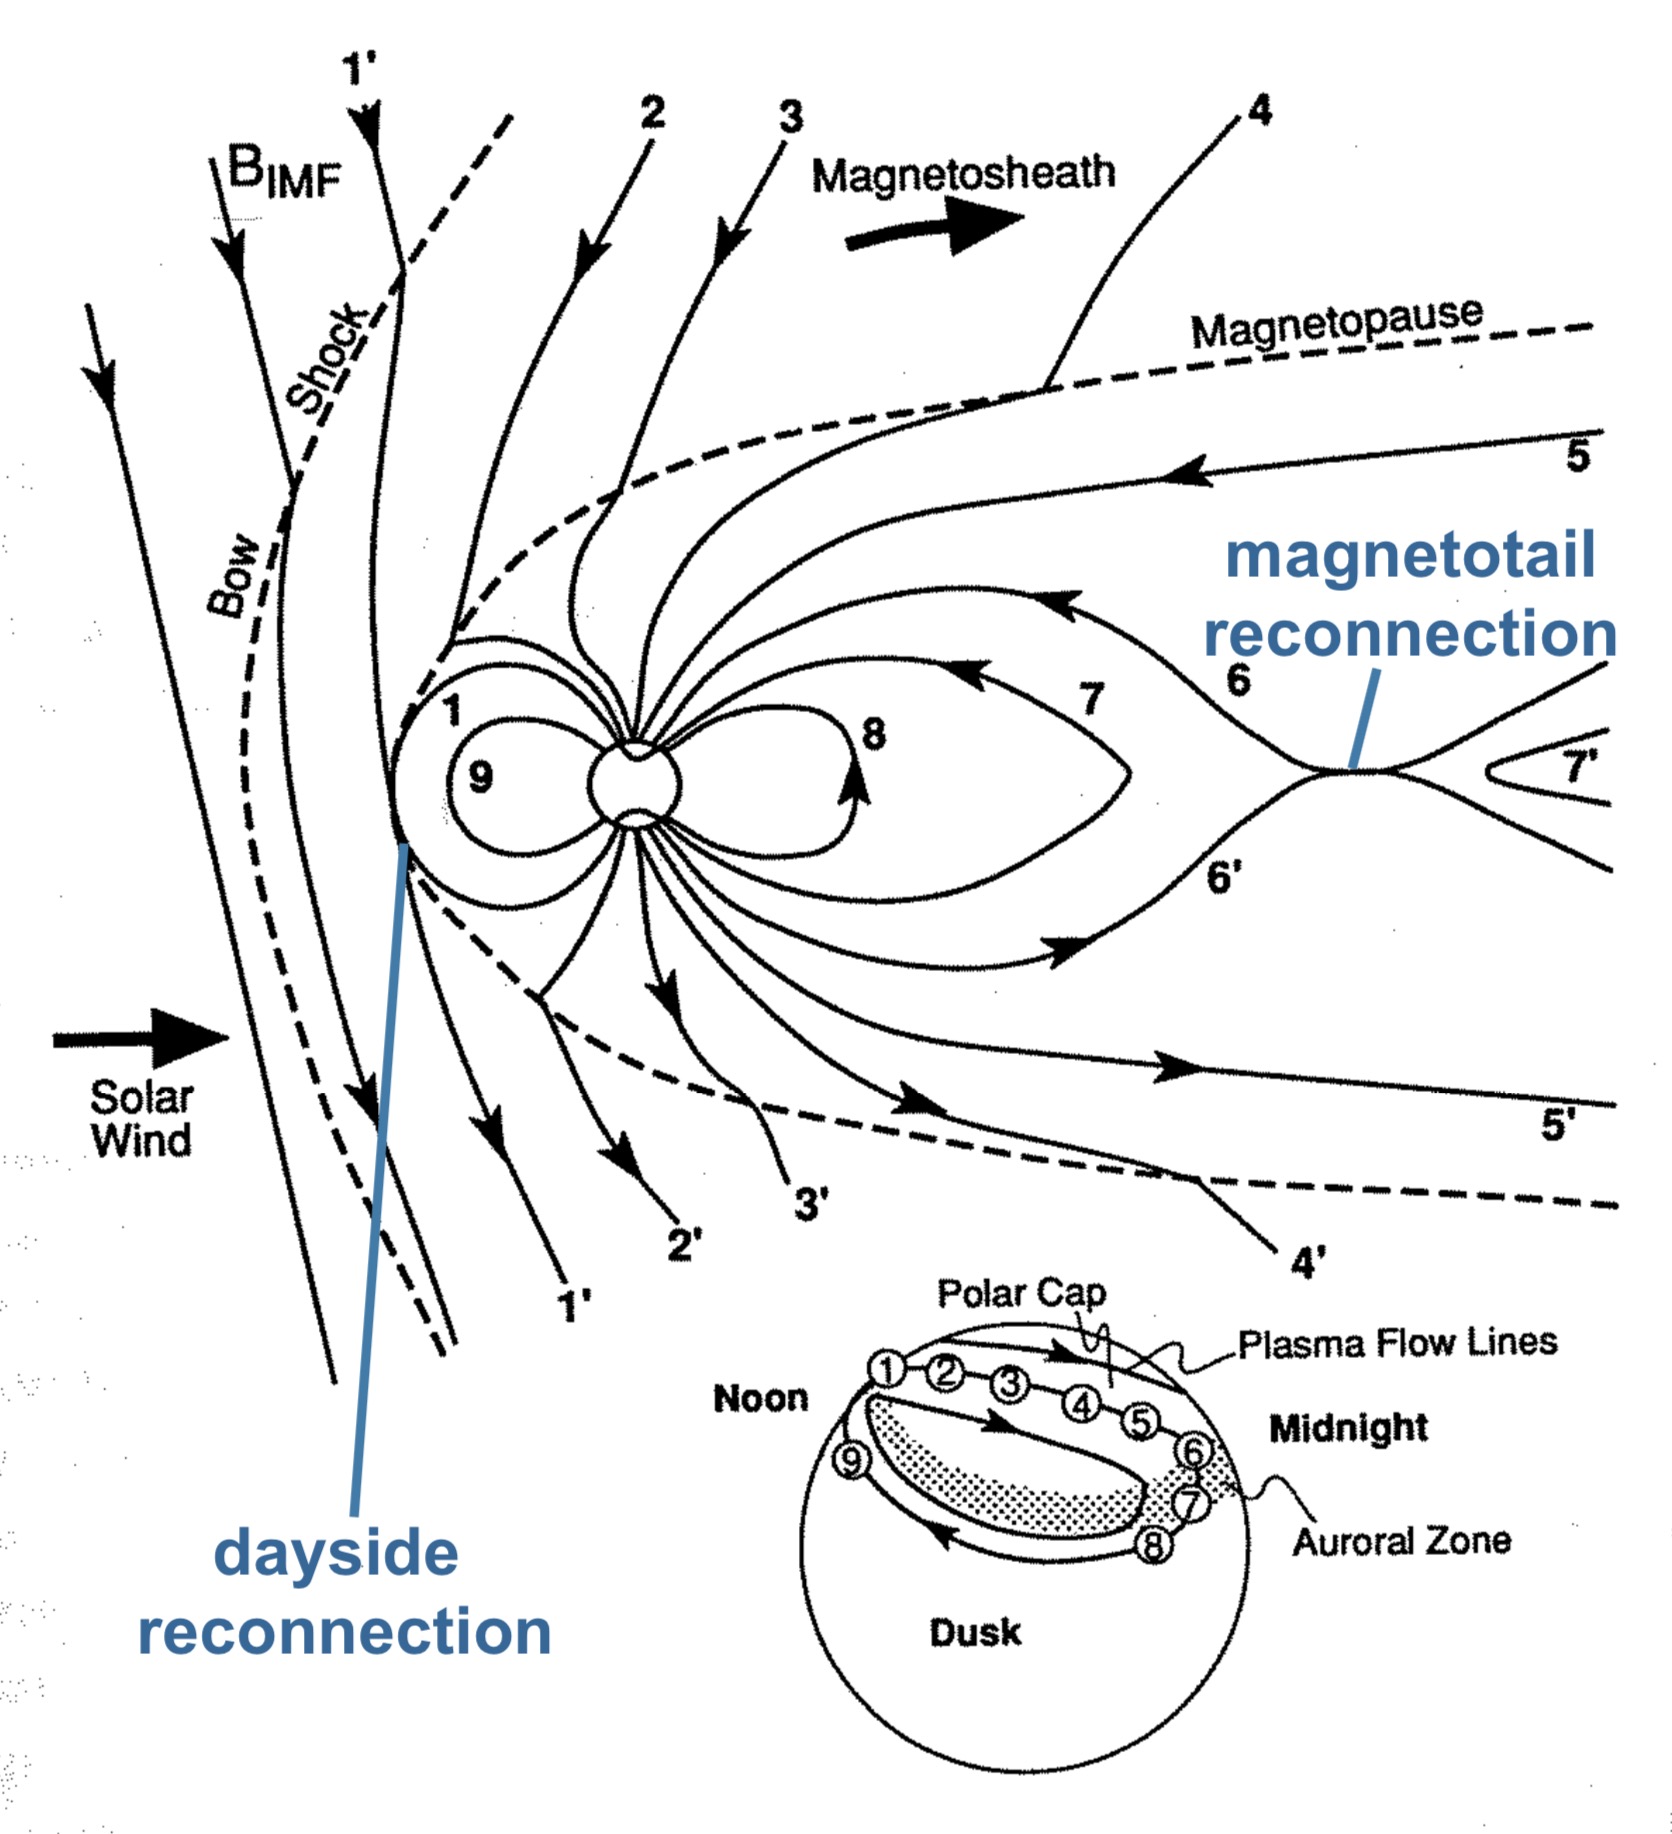 1'
2
3
4
B_IMF
Magnetosheath
Shock
Magnetopause
5
Bow
magnetotail
reconnection
6
1
7
8
9
7'
6'
Solar
Wind
5'
3'
2'
4'
1'
Polar Cap
Plasma Flow Lines
1
2
3
4
5
6
7
8
9
Noon
Midnight
dayside
reconnection
Auroral Zone
Dusk